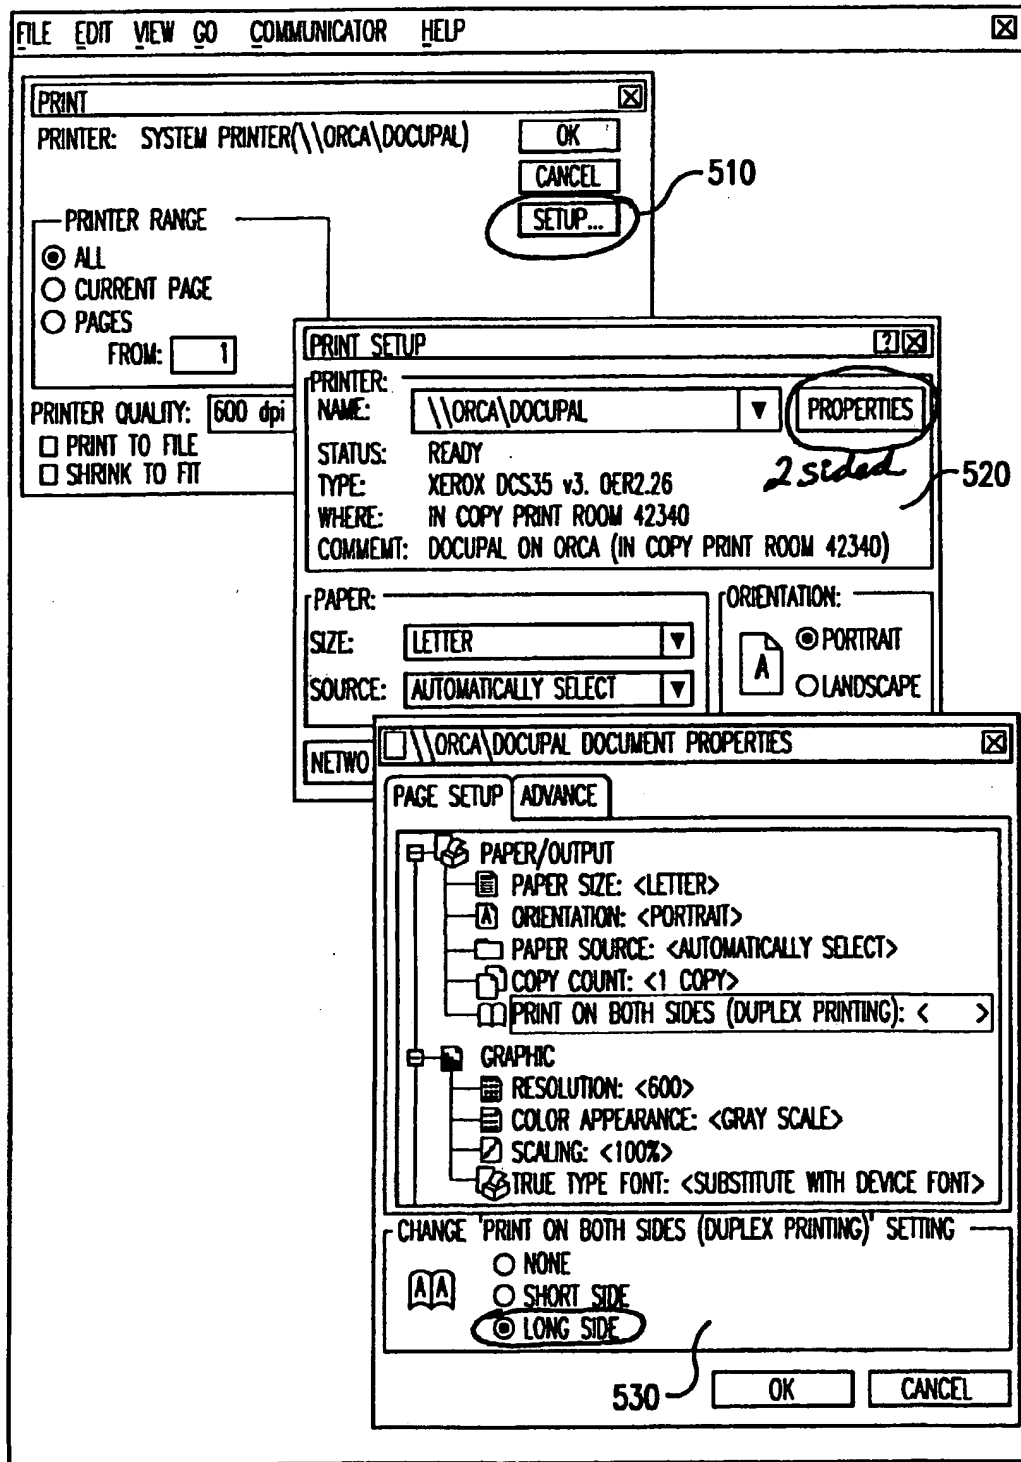 FILE EDIT VIEW GO COMMUNICATOR HELP
PRINT
PRINTER: SYSTEM PRINTER(\\ORCA\DOCUPAL)
OK
CANCEL
SETUP...
510
PRINTER RANGE
ALL
CURRENT PAGE
PAGES
FROM: 1
PRINTER QUALITY: 600 dpi
PRINT TO FILE
SHRINK TO FIT
PRINT SETUP
?
PRINTER:
NAME: \\ORCA\DOCUPAL
PROPERTIES
2 sided
520
STATUS: READY
TYPE: XEROX DCS35 v3. OER2.26
WHERE: IN COPY PRINT ROOM 42340
COMMEMT: DOCUPAL ON ORCA (IN COPY PRINT ROOM 42340)
PAPER:
SIZE: LETTER
SOURCE: AUTOMATICALLY SELECT
ORIENTATION:
A
PORTRAIT
LANDSCAPE
NETWO
\\ORCA\DOCUPAL DOCUMENT PROPERTIES
PAGE SETUP ADVANCE
PAPER/OUTPUT
PAPER SIZE: <LETTER>
A ORIENTATION: <PORTRAIT>
PAPER SOURCE: <AUTOMATICALLY SELECT>
COPY COUNT: <1 COPY>
PRINT ON BOTH SIDES (DUPLEX PRINTING): < >
GRAPHIC
RESOLUTION: <600>
COLOR APPEARANCE: <GRAY SCALE>
SCALING: <100%>
TRUE TYPE FONT: <SUBSTITUTE WITH DEVICE FONT>
CHANGE 'PRINT ON BOTH SIDES (DUPLEX PRINTING)' SETTING
A A
NONE
SHORT SIDE
LONG SIDE
530
OK
CANCEL